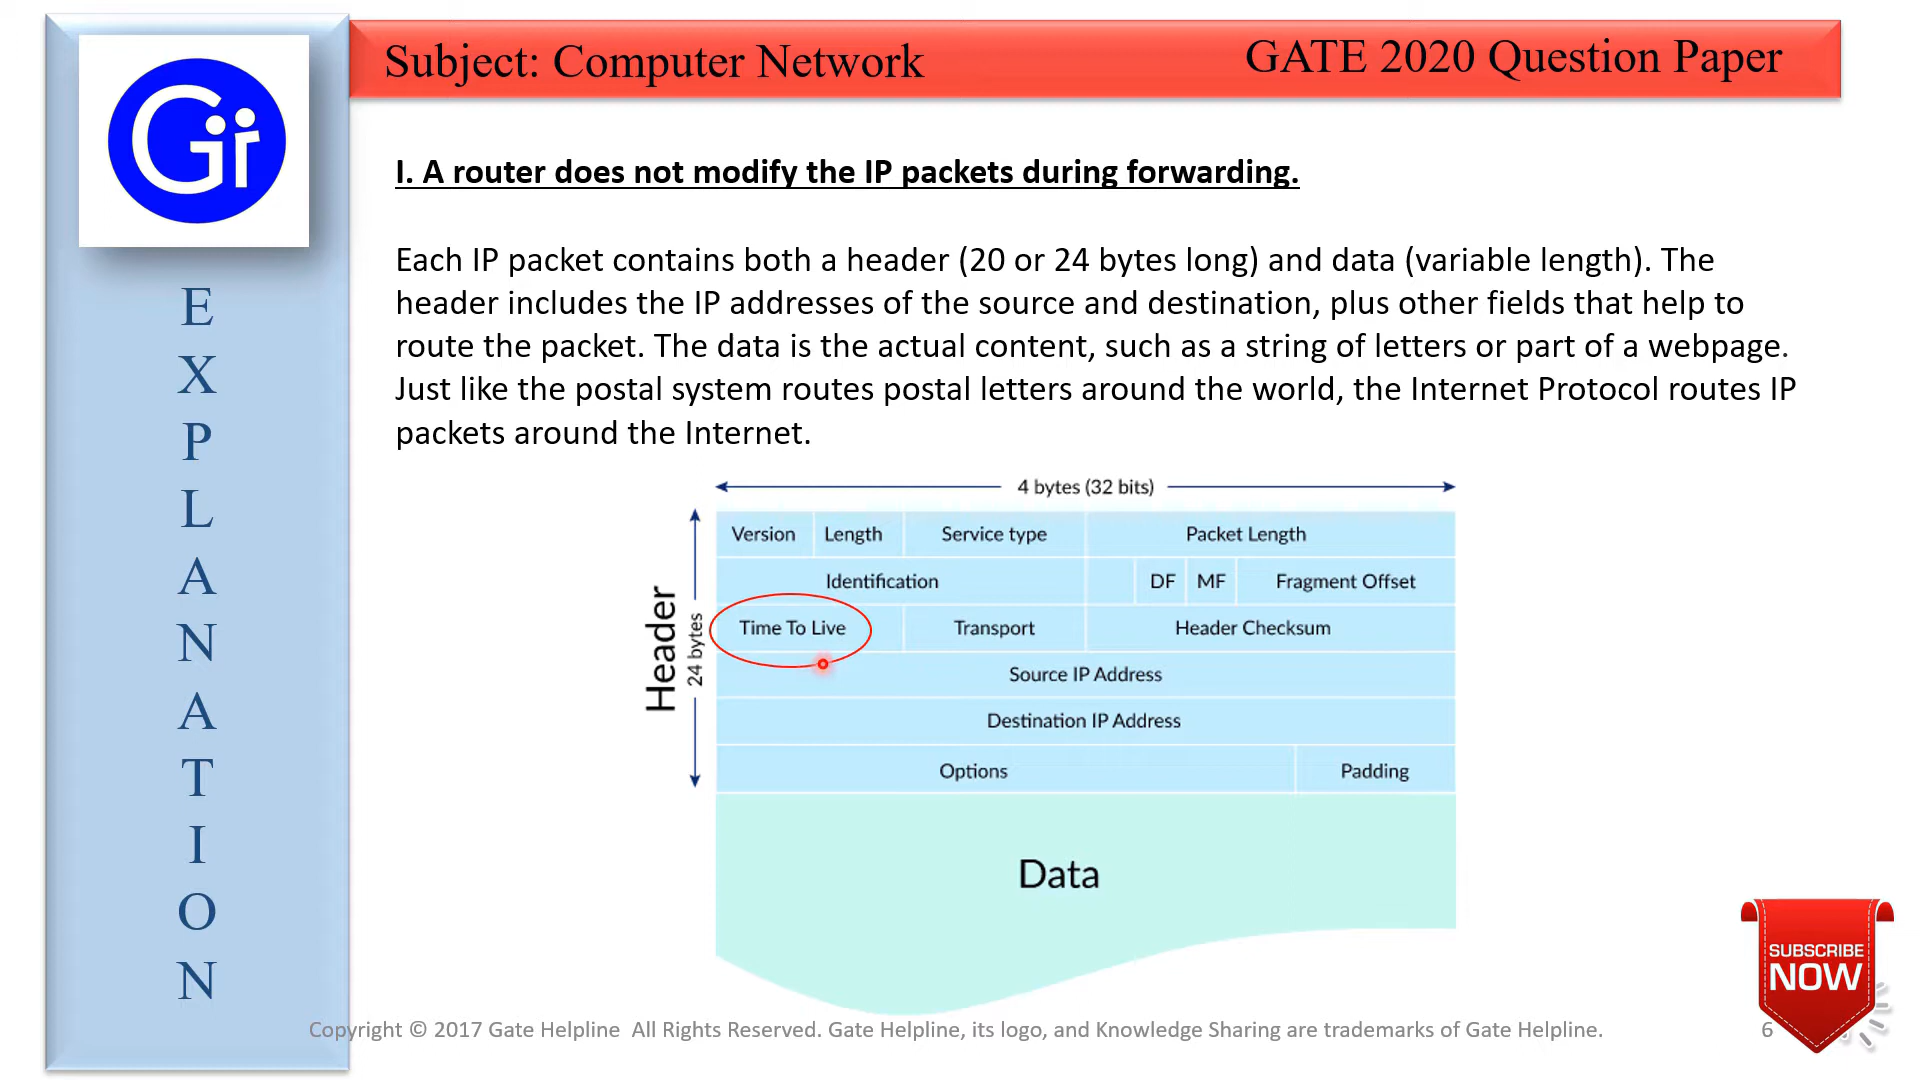 Subject: Computer Network
GATE 2020 Question Paper
Gi
E
X
P
L
A
N
A
T
I
O
N
I. A router does not modify the IP packets during forwarding.
Each IP packet contains both a header (20 or 24 bytes long) and data (variable length). The
header includes the IP addresses of the source and destination, plus other fields that help to
route the packet. The data is the actual content, such as a string of letters or part of a webpage.
Just like the postal system routes postal letters around the world, the Internet Protocol routes IP
packets around the Internet.
4 bytes (32 bits)
Header
24 bytes
Version Length Service type Packet Length
Identification DF MF Fragment Offset
Time To Live Transport Header Checksum
Source IP Address
Destination IP Address
Options Padding
Data
SUBSCRIBE
NOW
Copyright © 2017 Gate Helpline All Rights Reserved. Gate Helpline, its logo, and Knowledge Sharing are trademarks of Gate Helpline.
6